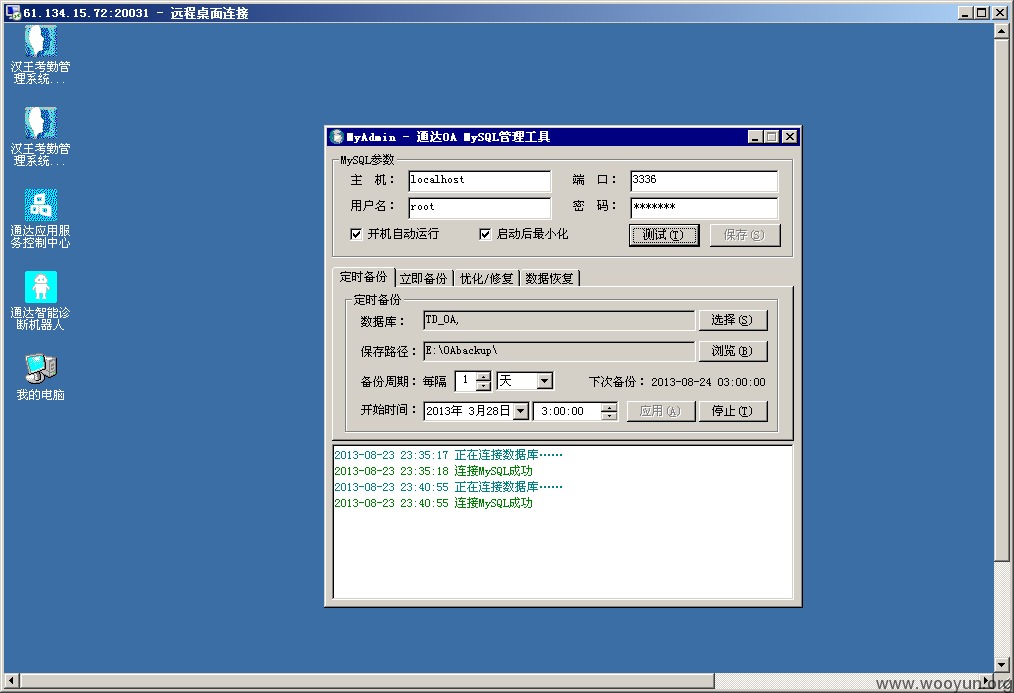 61.134.15.72:20031 - 远程桌面连接
汉王考勤管
理系统...
汉王考勤管
理系统...
通达应用服
务控制中心
通达智能诊
断机器人
我的电脑
MyAdmin - 通达OA MySQL管理工具
MySQL参数
主 机： localhost 端 口： 3336
用户名： root 密 码： *******
开机自动运行 启动后最小化 测试(T) 保存(S)
定时备份 立即备份 优化/修复 数据恢复
定时备份
数据库： TD_OA, 选择(S)
保存路径： E:\OAbackup\ 浏览(B)
备份周期： 每隔 1 天 下次备份： 2013-08-24 03:00:00
开始时间： 2013年 3月28日 3:00:00 应用(A) 停止(T)
2013-08-23 23:35:17 正在连接数据库……
2013-08-23 23:35:18 连接MySQL成功
2013-08-23 23:40:55 正在连接数据库……
2013-08-23 23:40:55 连接MySQL成功
www.wooyun.org